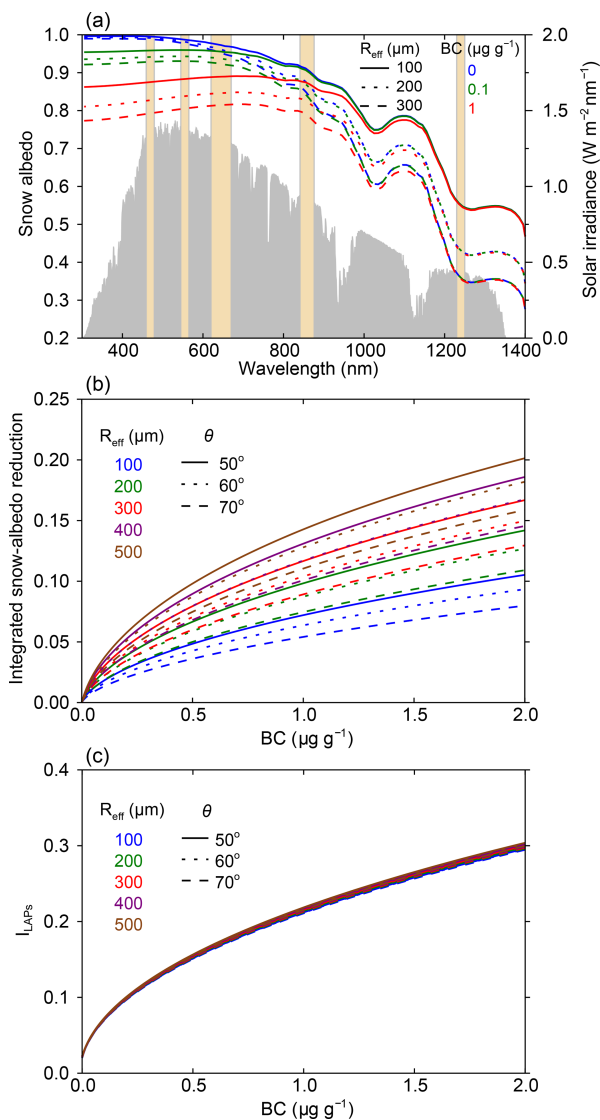 (a)
R_eff (µm) BC (µg g⁻¹)
100 0
200 0.1
300 1
1.0
0.9
0.8
0.7
0.6
0.5
0.4
0.3
0.2
Snow albedo
2.0
1.5
1.0
0.5
0.0
Solar irradiance (W m⁻² nm⁻¹)
400 600 800 1000 1200 1400
Wavelength (nm)
(b)
0.25
0.20
0.15
0.10
0.05
0.00
Integrated snow-albedo reduction
R_eff (µm) θ
100 50°
200 60°
300 70°
400
500
0.0 0.5 1.0 1.5 2.0
BC (µg g⁻¹)
(c)
0.4
0.3
0.2
0.1
0.0
I_LAPs
R_eff (µm) θ
100 50°
200 60°
300 70°
400
500
0.0 0.5 1.0 1.5 2.0
BC (µg g⁻¹)